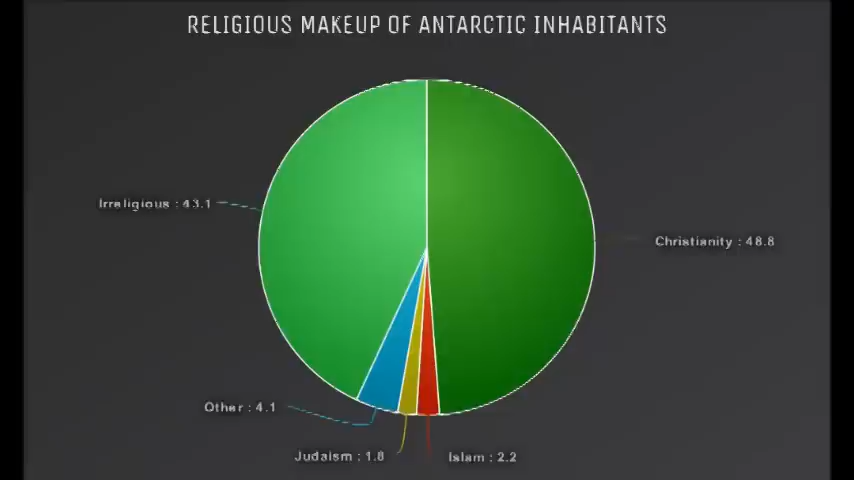 RELIGIOUS MAKEUP OF ANTARCTIC INHABITANTS
Irreligious : 43.1
Christianity : 48.8
Other : 4.1
Judaism : 1.8
Islam : 2.2